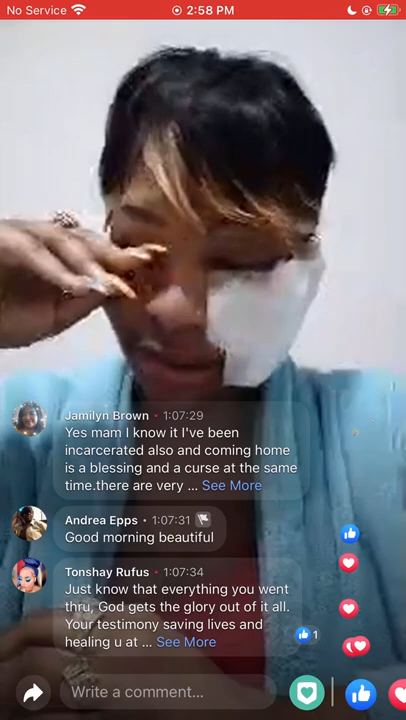 No Service 2:58 PM
Jamilyn Brown • 1:07:29
Yes mam I know it I've been
incarcerated also and coming home
is a blessing and a curse at the same
time.there are very ... See More
Andrea Epps • 1:07:31
Good morning beautiful
Tonshay Rufus • 1:07:34
Just know that everything you went
thru, God gets the glory out of it all.
Your testimony saving lives and
healing u at ... See More
1
Write a comment...